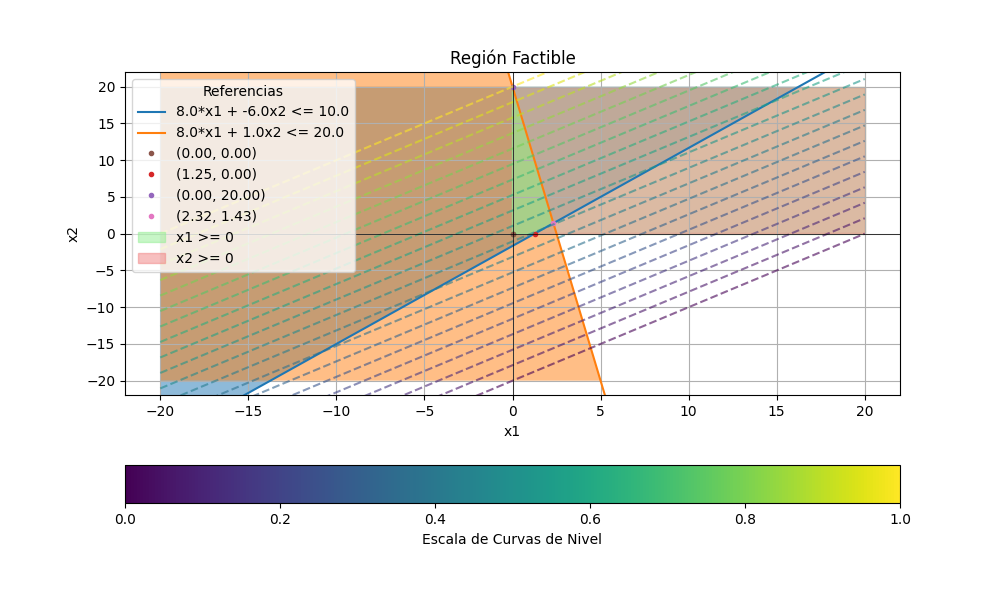 Región Factible
Referencias
8.0*x1 + -6.0x2 <= 10.0
8.0*x1 + 1.0x2 <= 20.0
(0.00, 0.00)
(1.25, 0.00)
(0.00, 20.00)
(2.32, 1.43)
x1 >= 0
x2 >= 0
x2
20
15
10
5
0
−5
−10
−15
−20
−20 −15 −10 −5 0 5 10 15 20
x1
0.0 0.2 0.4 0.6 0.8 1.0
Escala de Curvas de Nivel